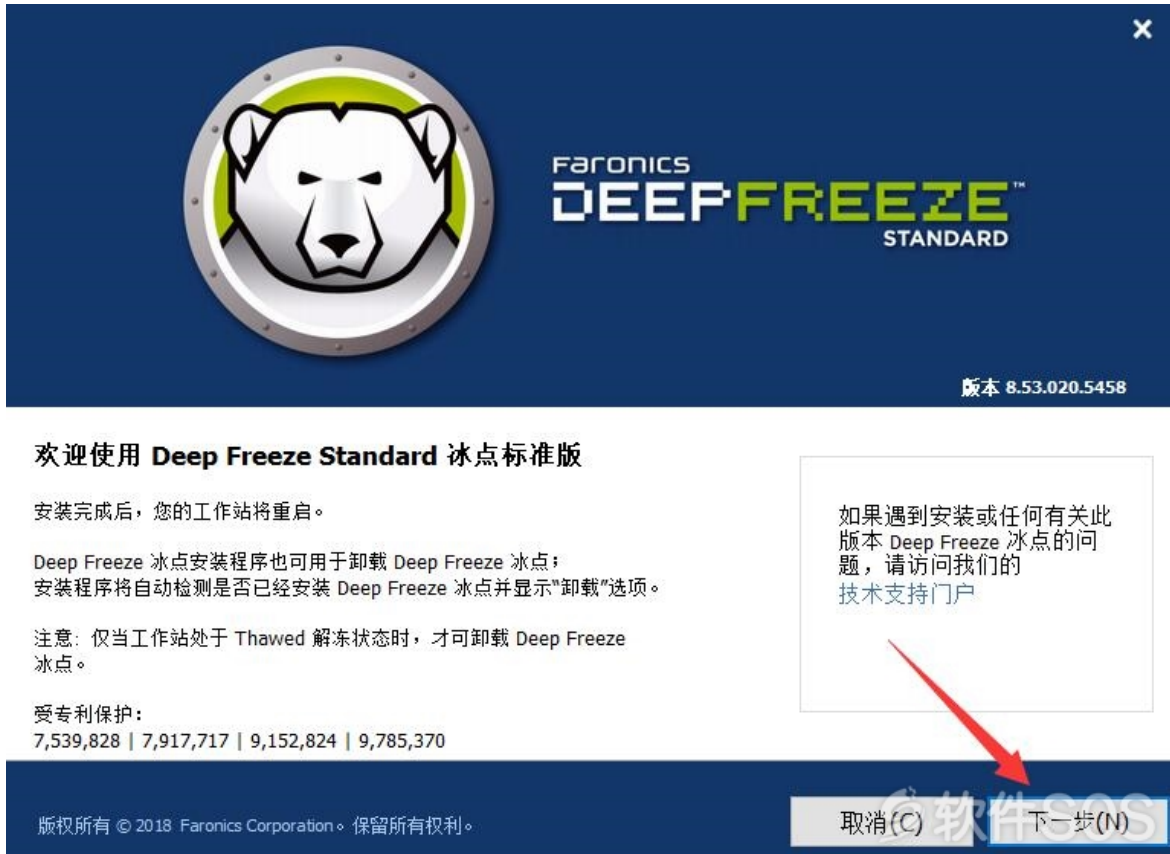 Faronics
DEEPFREEZE™
STANDARD
版本 8.53.020.5458
欢迎使用 Deep Freeze Standard 冰点标准版
安装完成后，您的工作站将重启。
Deep Freeze 冰点安装程序也可用于卸载 Deep Freeze 冰点；
安装程序将自动检测是否已经安装 Deep Freeze 冰点并显示“卸载”选项。
注意: 仅当工作站处于 Thawed 解冻状态时，才可卸载 Deep Freeze
冰点。
受专利保护:
7,539,828 | 7,917,717 | 9,152,824 | 9,785,370
如果遇到安装或任何有关此
版本 Deep Freeze 冰点的问
题，请访问我们的
技术支持门户
版权所有 © 2018 Faronics Corporation。保留所有权利。
取消(C)
下一步(N)
软件SOS